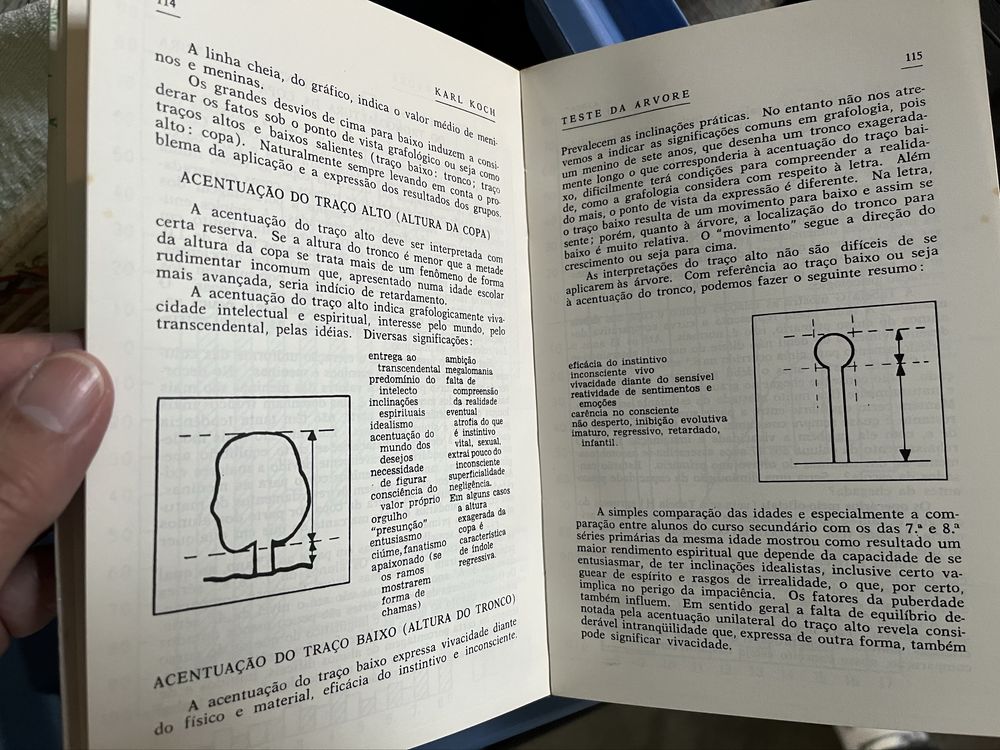 114
KARL KOCH
A linha cheia, do gráfico, indica o valor médio de meni-
nos e meninas.
Os grandes desvios de cima para baixo induzem a consi-
derar os fatos sob o ponto de vista grafológico ou seja como
traços altos e baixos salientes (traço baixo: tronco; traço
alto: copa). Naturalmente sempre levando em conta o pro-
blema da aplicação e a expressão dos resultados dos grupos.
ACENTUAÇÃO DO TRAÇO ALTO (ALTURA DA COPA)
A acentuação do traço alto deve ser interpretada com
certa reserva. Se a altura do tronco é menor que a metade
da altura da copa se trata mais de um fenômeno de forma
rudimentar incomum que, apresentado numa idade escolar
mais avançada, seria indício de retardamento.
A acentuação do traço alto indica grafologicamente viva-
cidade intelectual e espiritual, interesse pelo mundo, pelo
transcendental, pelas idéias. Diversas significações:
entrega ao
transcendental
predomínio do
intelecto
inclinações
espirituais
idealismo
acentuação do
mundo dos
desejos
necessidade
de figurar
consciência do
valor próprio
orgulho
"presunção"
entusiasmo
ciúme, fanatismo
apaixonado (se
os ramos
mostrarem
forma de
chamas)
ambição
megalomania
falta de
compreensão
da realidade
eventual
atrofia do que
é instintivo
vital, sexual,
extrai pouco do
inconsciente
superficialidade
negligência.
Em alguns casos
a altura
exagerada da
copa é
característica
de índole
regressiva.
ACENTUAÇÃO DO TRAÇO BAIXO (ALTURA DO TRONCO)
A acentuação do traço baixo expressa vivacidade diante
do físico e material, eficácia do instintivo e inconsciente.
TESTE DA ARVORE
115
Prevalecem as inclinações práticas. No entanto não nos atre-
vemos a indicar as significações comuns em grafologia, pois
um menino de sete anos, que desenha um tronco exagerada-
mente longo o que corresponderia à acentuação do traço bai-
xo, dificilmente terá condições para compreender a realida-
de, como a grafologia considera com respeito à letra. Além
do mais, o ponto de vista da expressão é diferente. Na letra,
o traço baixo resulta de um movimento para baixo e assim se
sente; porém, quanto à árvore, a localização do tronco para
baixo é muito relativa. O "movimento" segue a direção do
crescimento ou seja para cima.
As interpretações do traço alto não são difíceis de se
aplicarem às árvore. Com referência ao traço baixo ou seja
à acentuação do tronco, podemos fazer o seguinte resumo:
eficácia do instintivo
inconsciente vivo
vivacidade diante do sensível
reatividade de sentimentos e
emoções
carência no consciente
não desperto, inibição evolutiva
imaturo, regressivo, retardado,
infantil.
A simples comparação das idades e especialmente a com-
paração entre alunos do curso secundário com os das 7.ª e 8.ª
séries primárias da mesma idade mostrou como resultado um
maior rendimento espiritual que depende da capacidade de se
entusiasmar, de ter inclinações idealistas, inclusive certo va-
guear de espírito e rasgos de irrealidade, o que, por certo,
implica no perigo da impaciência. Os fatores da puberdade
também influem. Em sentido geral a falta de equilíbrio de-
notada pela acentuação unilateral do traço alto revela consi-
derável intranqüilidade que, expressa de outra forma, também
pode significar vivacidade.